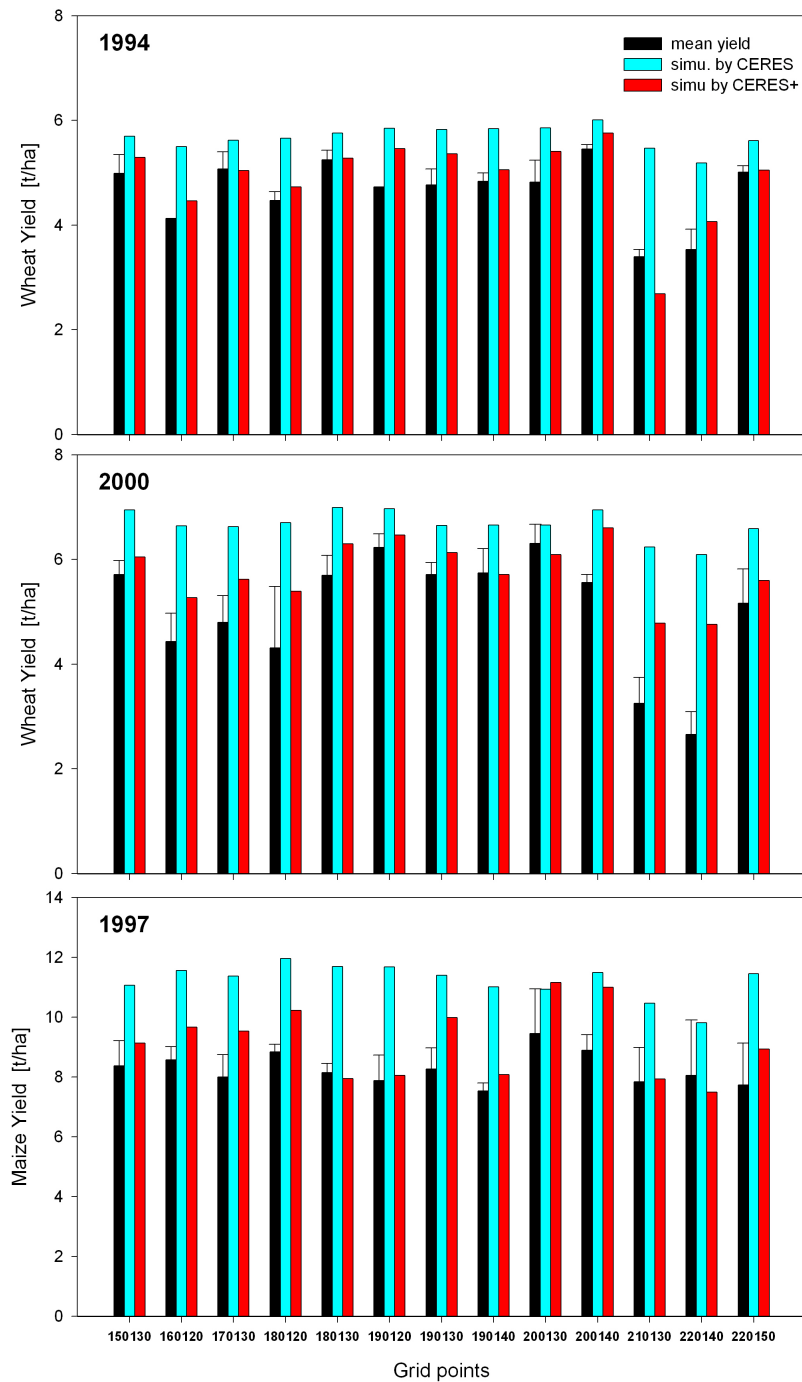 8
1994
mean yield
simu. by CERES
simu by CERES+
6
4
2
0
Wheat Yield [t/ha]
8
2000
6
4
2
0
Wheat Yield [t/ha]
14
1997
12
10
8
6
4
2
0
Maize Yield [t/ha]
150130 160120 170130 180120 180130 190120 190130 190140 200130 200140 210130 220140 220150
Grid points